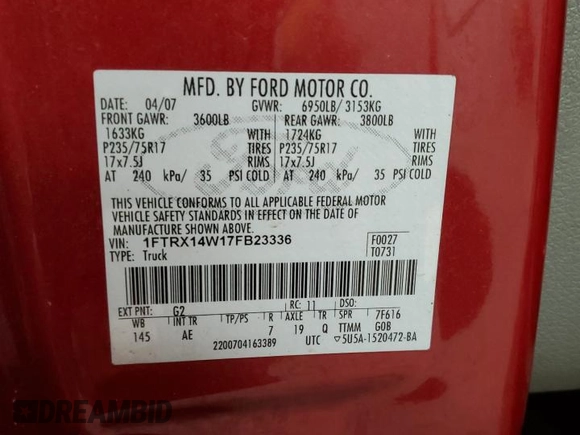 MFD. BY FORD MOTOR CO.
DATE: 04/07 GVWR: 6950LB/ 3153KG
FRONT GAWR: 3600LB REAR GAWR: 3800LB
1633KG WITH 1724KG WITH
P235/75R17 TIRES P235/75R17 TIRES
17x7.5J RIMS 17x7.5J RIMS
AT 240 kPa/ 35 PSI COLD AT 240 kPa/ 35 PSI COLD
THIS VEHICLE CONFORMS TO ALL APPLICABLE FEDERAL MOTOR
VEHICLE SAFETY STANDARDS IN EFFECT ON THE DATE OF
MANUFACTURE SHOWN ABOVE.
VIN: 1FTRX14W17FB23336 F0027
TYPE: Truck T0731
EXT PNT: G2 RC: 11 DSO:
WB INT TR TP/PS R AXLE TR SPR 7F616
145 AE 7 19 Q TTMM G0B
2200704163389 UTC ▽5U5A-1520472-BA
DREAMBID